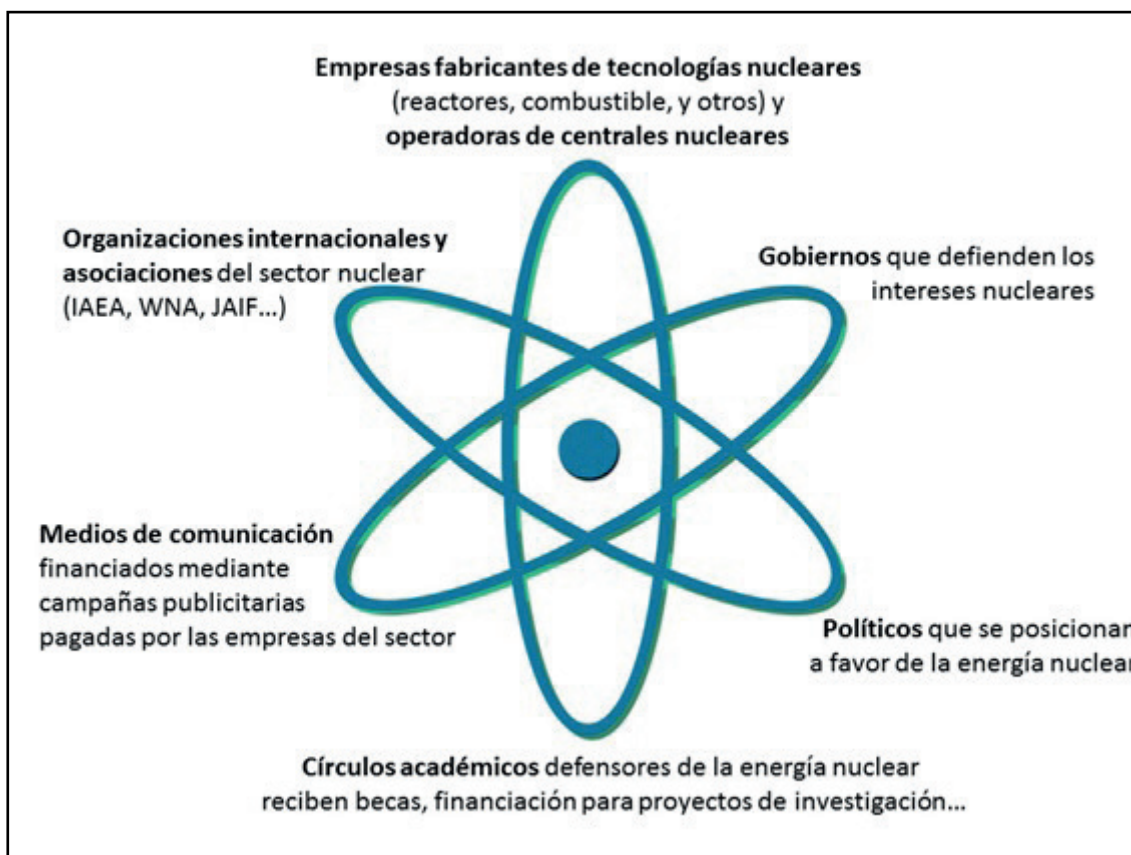 Empresas fabricantes de tecnologías nucleares
(reactores, combustible, y otros) y
operadoras de centrales nucleares
Organizaciones internacionales y
asociaciones del sector nuclear
(IAEA, WNA, JAIF...)
Gobiernos que defienden los
intereses nucleares
Medios de comunicación
financiados mediante
campañas publicitarias
pagadas por las empresas del sector
Políticos que se posicionan
a favor de la energía nuclear
Círculos académicos defensores de la energía nuclear
reciben becas, financiación para proyectos de investigación...